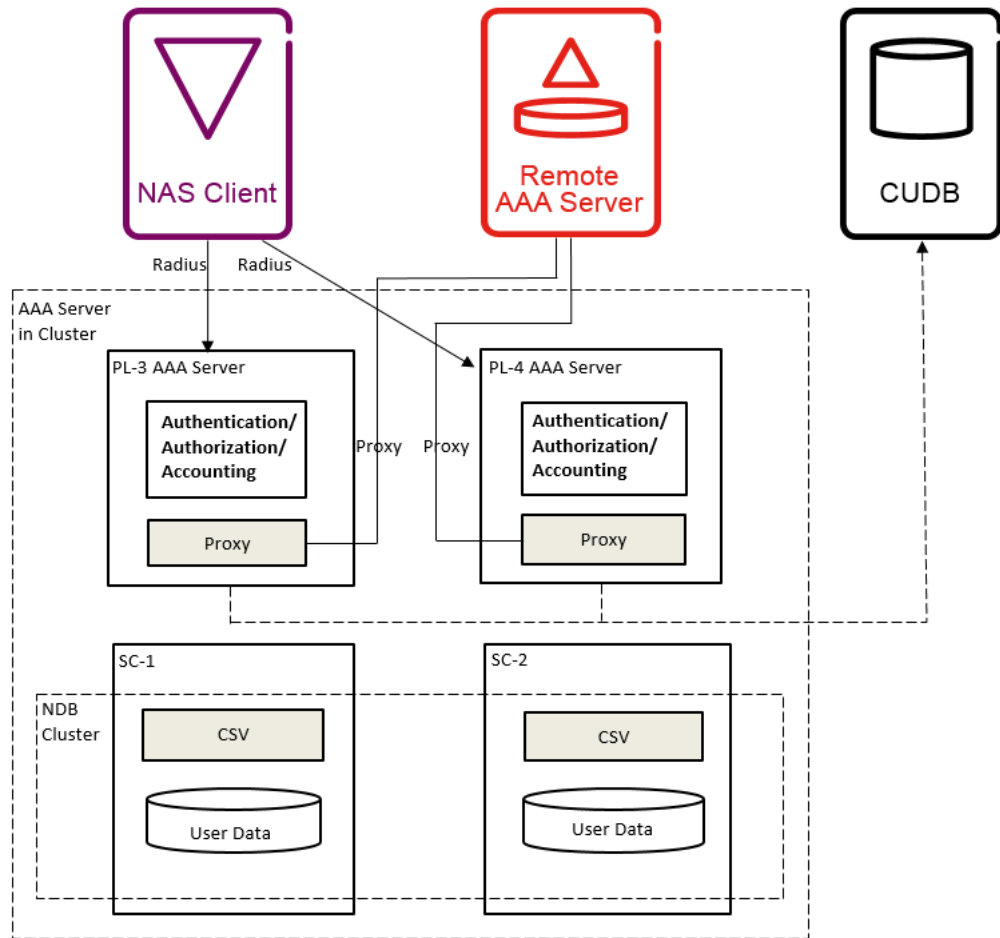 NAS Client
Remote
AAA Server
CUDB
Radius
Radius
AAA Server
in Cluster
PL-3 AAA Server
PL-4 AAA Server
Authentication/
Authorization/
Accounting
Proxy
Proxy
Authentication/
Authorization/
Accounting
Proxy
Proxy
SC-1
SC-2
NDB
Cluster
CSV
CSV
User Data
User Data